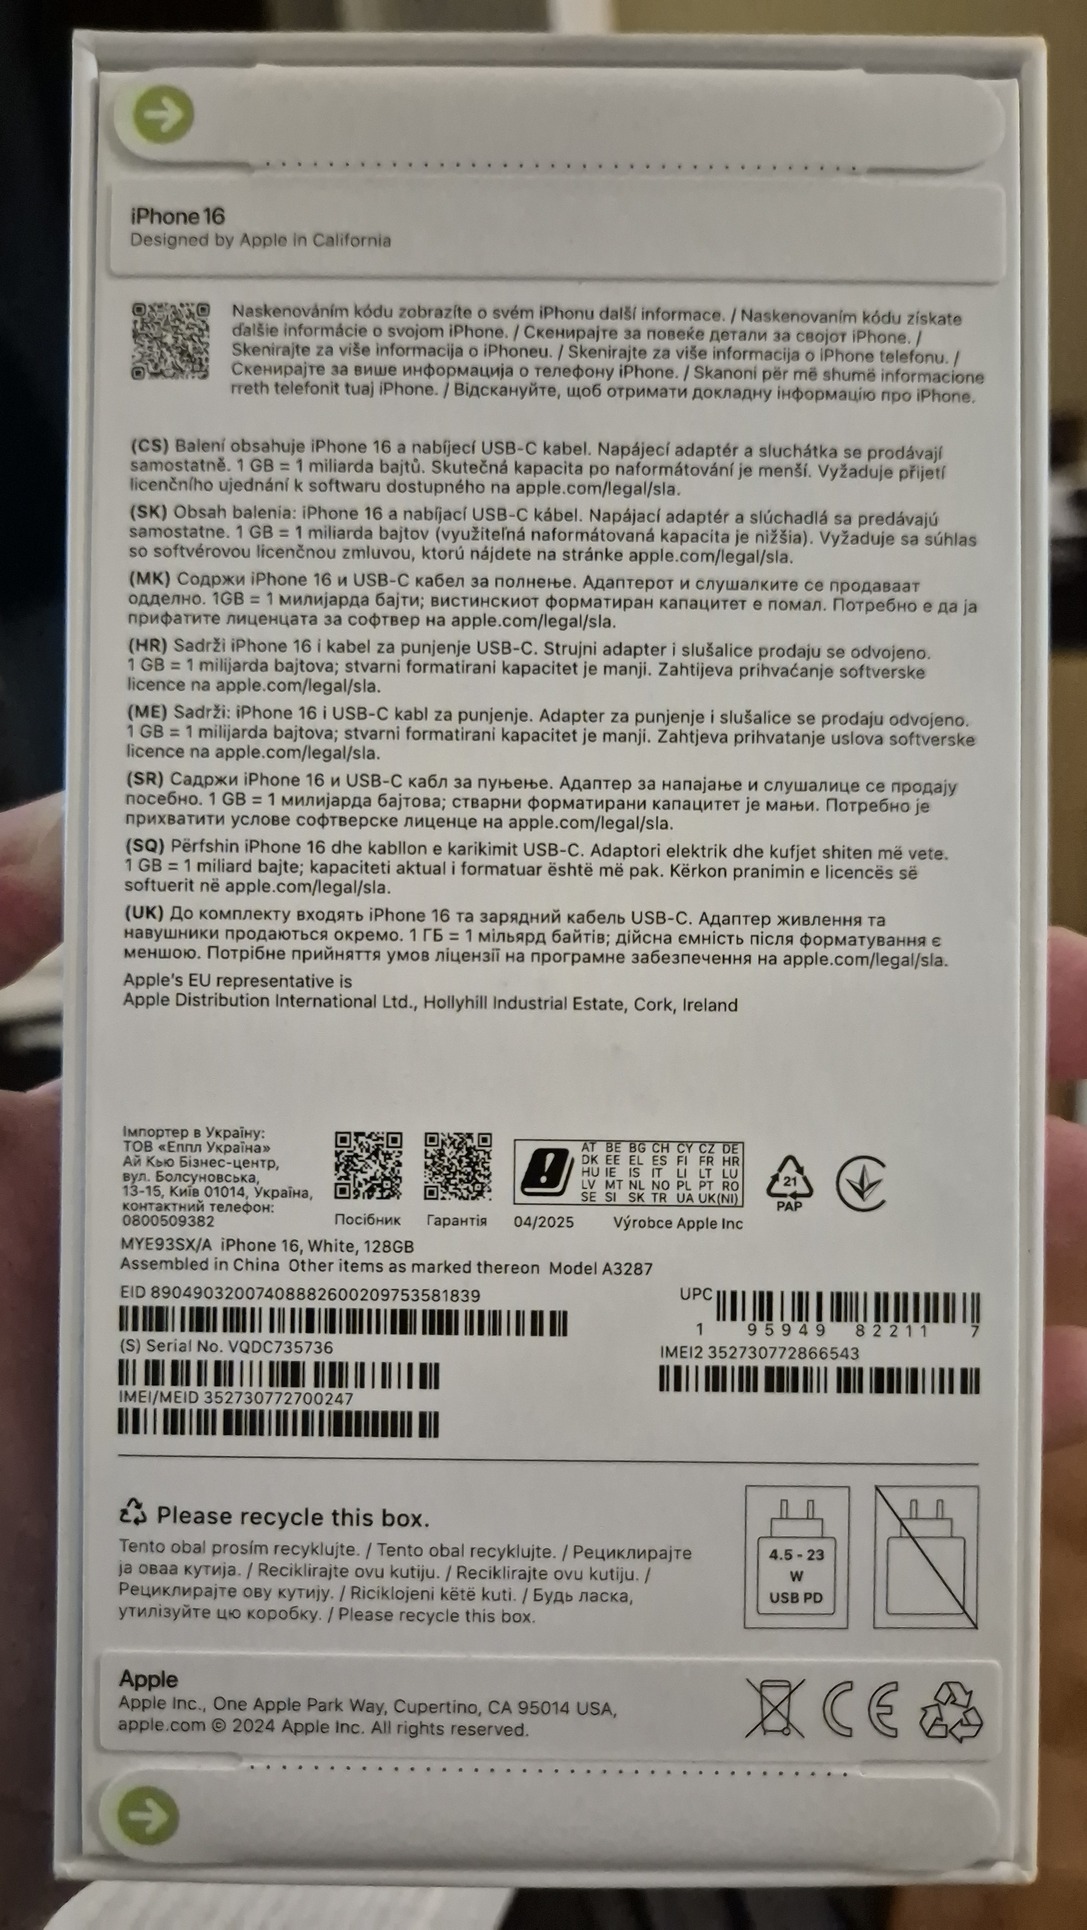 iPhone 16
Designed by Apple in California
Naskenováním kódu zobrazíte o svém iPhonu další informace. / Naskenovaním kódu získate
ďalšie informácie o svojom iPhone. / Скенирајте за повеќе детали за својот iPhone. /
Skenirajte za više informacija o iPhoneu. / Skenirajte za više informacija o iPhone telefonu. /
Скенирајте за више информација о телефону iPhone. / Skanoni për më shumë informacione
rreth telefonit tuaj iPhone. / Відскануйте, щоб отримати докладну інформацію про iPhone.
(CS) Balení obsahuje iPhone 16 a nabíjecí USB-C kabel. Napájecí adaptér a sluchátka se prodávají
samostatně. 1 GB = 1 miliarda bajtů. Skutečná kapacita po naformátování je menší. Vyžaduje přijetí
licenčního ujednání k softwaru dostupného na apple.com/legal/sla.
(SK) Obsah balenia: iPhone 16 a nabíjací USB-C kábel. Napájací adaptér a slúchadlá sa predávajú
samostatne. 1 GB = 1 miliarda bajtov (využiteľná naformátovaná kapacita je nižšia). Vyžaduje sa súhlas
so softvérovou licenčnou zmluvou, ktorú nájdete na stránke apple.com/legal/sla.
(MK) Содржи iPhone 16 и USB-C кабел за полнење. Адаптерот и слушалките се продаваат
одделно. 1GB = 1 милијарда бајти; вистинскиот форматиран капацитет е помал. Потребно е да ја
прифатите лиценцата за софтвер на apple.com/legal/sla.
(HR) Sadrži iPhone 16 i kabel za punjenje USB-C. Strujni adapter i slušalice prodaju se odvojeno.
1 GB = 1 milijarda bajtova; stvarni formatirani kapacitet je manji. Zahtijeva prihvaćanje softverske
licence na apple.com/legal/sla.
(ME) Sadrži: iPhone 16 i USB-C kabl za punjenje. Adapter za punjenje i slušalice se prodaju odvojeno.
1 GB = 1 milijarda bajtova; stvarni formatirani kapacitet je manji. Zahtjeva prihvatanje uslova softverske
licence na apple.com/legal/sla.
(SR) Садржи iPhone 16 и USB-C кабл за пуњење. Адаптер за напајање и слушалице се продају
посебно. 1 GB = 1 милијарда бајтова; стварни форматирани капацитет је мањи. Потребно је
прихватити услове софтверске лиценце на apple.com/legal/sla.
(SQ) Përfshin iPhone 16 dhe kabllon e karikimit USB-C. Adaptori elektrik dhe kufjet shiten më vete.
1 GB = 1 miliard bajte; kapaciteti aktual i formatuar është më pak. Kërkon pranimin e licencës së
softuerit në apple.com/legal/sla.
(UK) До комплекту входять iPhone 16 та зарядний кабель USB-C. Адаптер живлення та
навушники продаються окремо. 1 ГБ = 1 мільярд байтів; дійсна ємність після форматування є
меншою. Потрібне прийняття умов ліцензії на програмне забезпечення на apple.com/legal/sla.
Apple's EU representative is
Apple Distribution International Ltd., Hollyhill Industrial Estate, Cork, Ireland
Імпортер в Україну:
ТОВ «Еппл Україна»
Ай Кью Бізнес-центр,
вул. Болсуновська,
13-15, Київ 01014, Україна,
контактний телефон:
0800509382
Посібник
Гарантія
AT BE BG CH CY CZ DE
DK EE EL ES FI FR HR
HU IE IS IT LI LT LU
LV MT NL NO PL PT RO
SE SI SK TR UA UK(NI)
04/2025
Výrobce Apple Inc
21
PAP
MYE93SX/A iPhone 16, White, 128GB
Assembled in China Other items as marked thereon Model A3287
EID 89049032007408882600209753581839
UPC
1 95949 82211 7
(S) Serial No. VQDC735736
IMEI2 352730772866543
IMEI/MEID 352730772700247
Please recycle this box.
Tento obal prosím recyklujte. / Tento obal recyklujte. / Рециклирајте
ја оваа кутија. / Reciklirajte ovu kutiju. / Reciklirajte ovu kutiju. /
Рециклирајте ову кутију. / Riciklojeni këtë kuti. / Будь ласка,
утилізуйте цю коробку. / Please recycle this box.
4.5 - 23
W
USB PD
Apple
Apple Inc., One Apple Park Way, Cupertino, CA 95014 USA,
apple.com © 2024 Apple Inc. All rights reserved.
CE